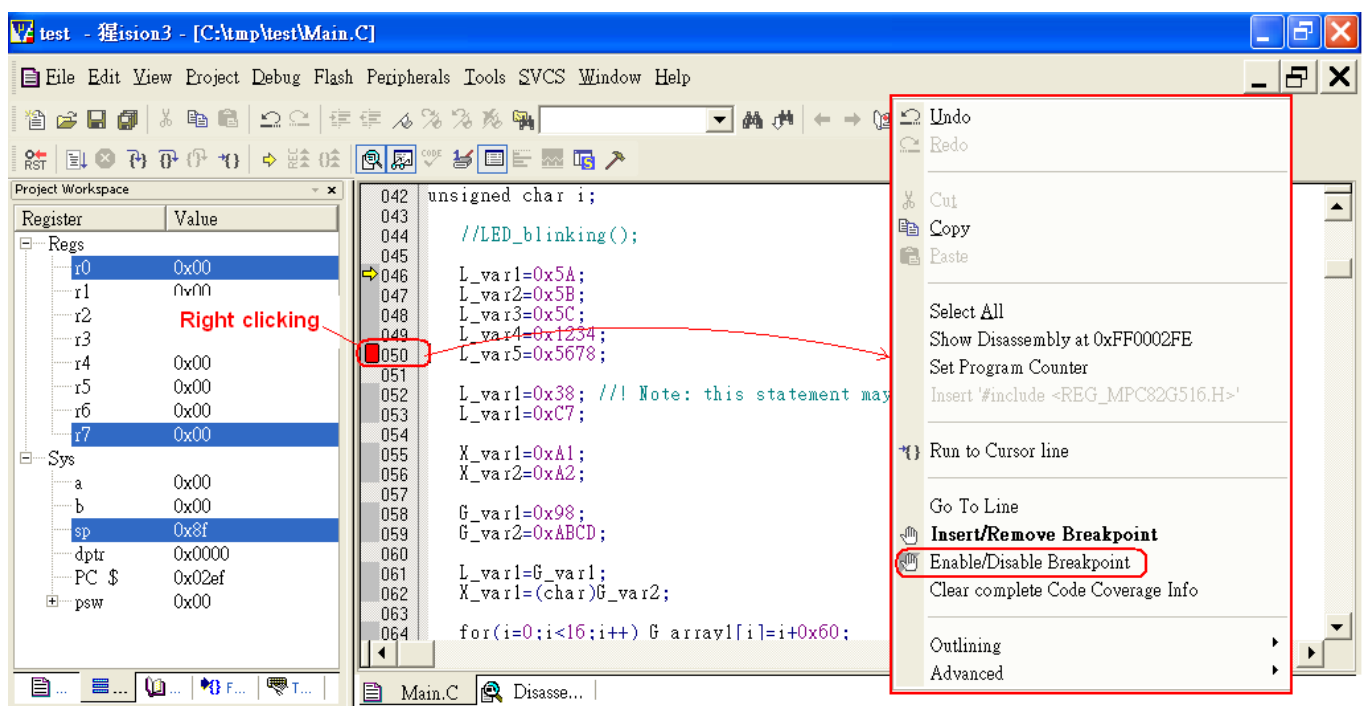 test - 猩ision3 - [C:\tmp\test\Main.C]
File Edit View Project Debug Flash Peripherals Tools SVCS Window Help
RST
CODE
Project Workspace
Register Value
Regs
r0 0x00
r1 0x00
r2
r3
r4 0x00
r5 0x00
r6 0x00
r7 0x00
Sys
a 0x00
b 0x00
sp 0x8f
dptr 0x0000
PC $ 0x02ef
psw 0x00
... ... ... F... T...
Right clicking
042 unsigned char i;
043
044 //LED_blinking();
045
046 L_var1=0x5A;
047 L_var2=0x5B;
048 L_var3=0x5C;
049 L_var4=0x1234;
050 L_var5=0x5678;
051
052 L_var1=0x38; //! Note: this statement may
053 L_var1=0xC7;
054
055 X_var1=0xA1;
056 X_var2=0xA2;
057
058 G_var1=0x98;
059 G_var2=0xABCD;
060
061 L_var1=G_var1;
062 X_var1=(char)G_var2;
063
064 for(i=0;i<16;i++) G_array1[i]=i+0x60;
Main.C Disasse...
Undo
Redo
Cut
Copy
Paste
Select All
Show Disassembly at 0xFF0002FE
Set Program Counter
Insert '#include <REG_MPC82G516.H>'
Run to Cursor line
Go To Line
Insert/Remove Breakpoint
Enable/Disable Breakpoint
Clear complete Code Coverage Info
Outlining
Advanced